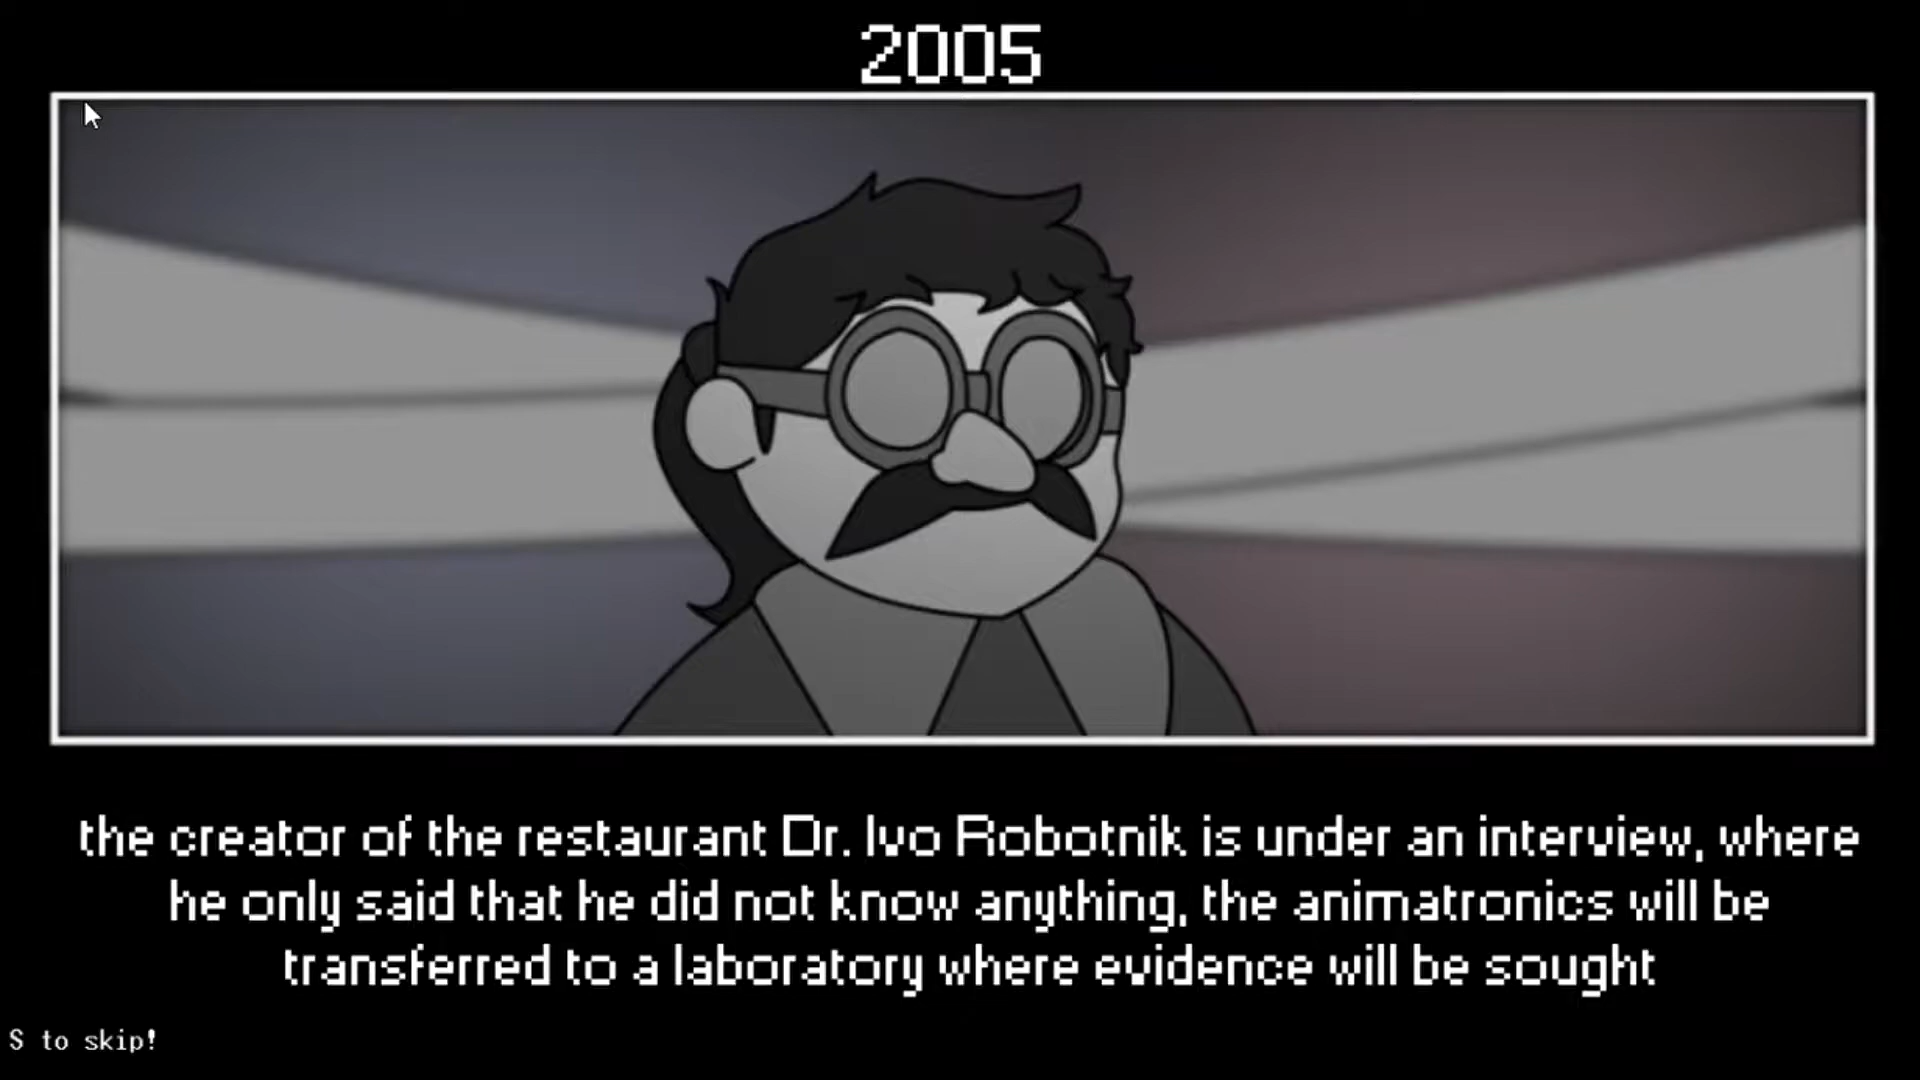 2005
the creator of the restaurant Dr. Ivo Robotnik is under an interview, where
he only said that he did not know anything, the animatronics will be
transferred to a laboratory where evidence will be sought
S to skip!